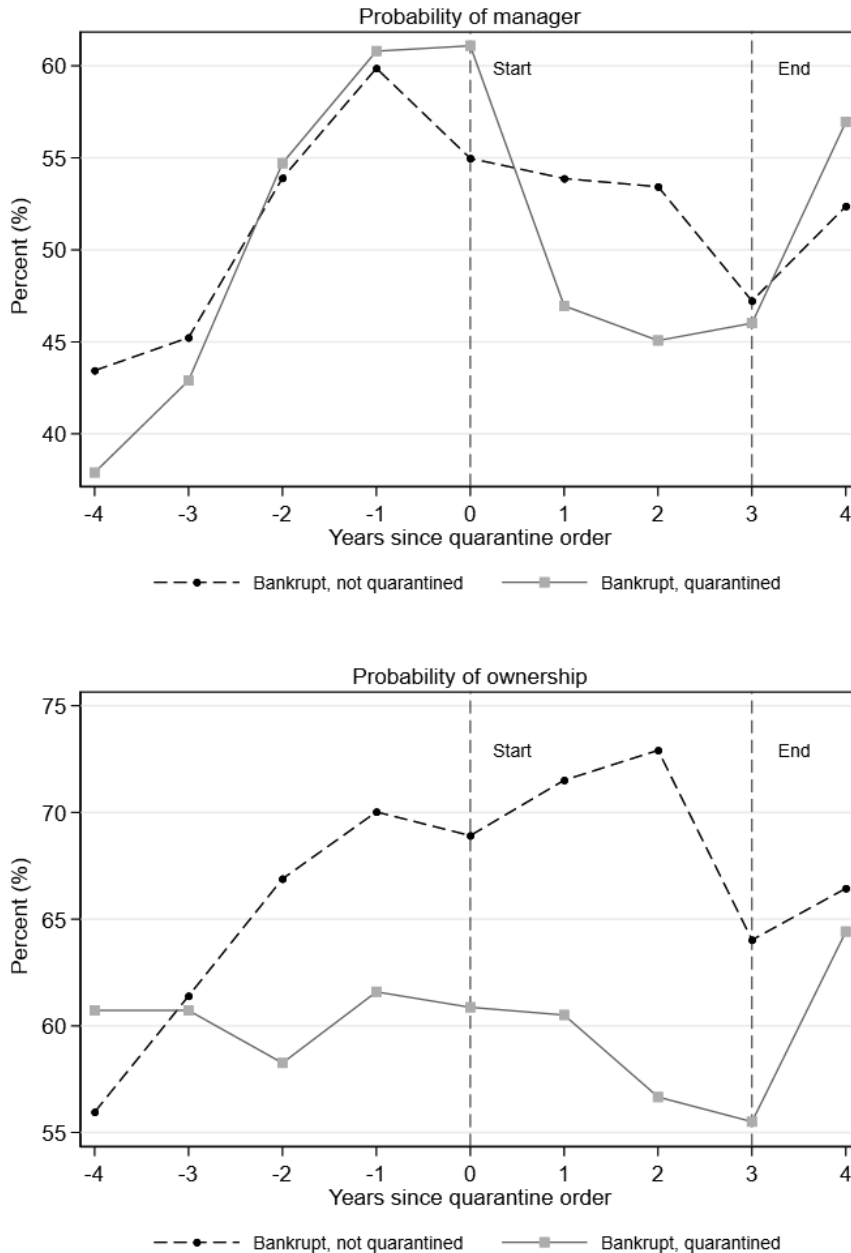 Probability of manager
60
55
50
45
40
Percent (%)
Start
End
-4 -3 -2 -1 0 1 2 3 4
Years since quarantine order
Bankrupt, not quarantined Bankrupt, quarantined
Probability of ownership
75
70
65
60
55
Percent (%)
Start
End
-4 -3 -2 -1 0 1 2 3 4
Years since quarantine order
Bankrupt, not quarantined Bankrupt, quarantined